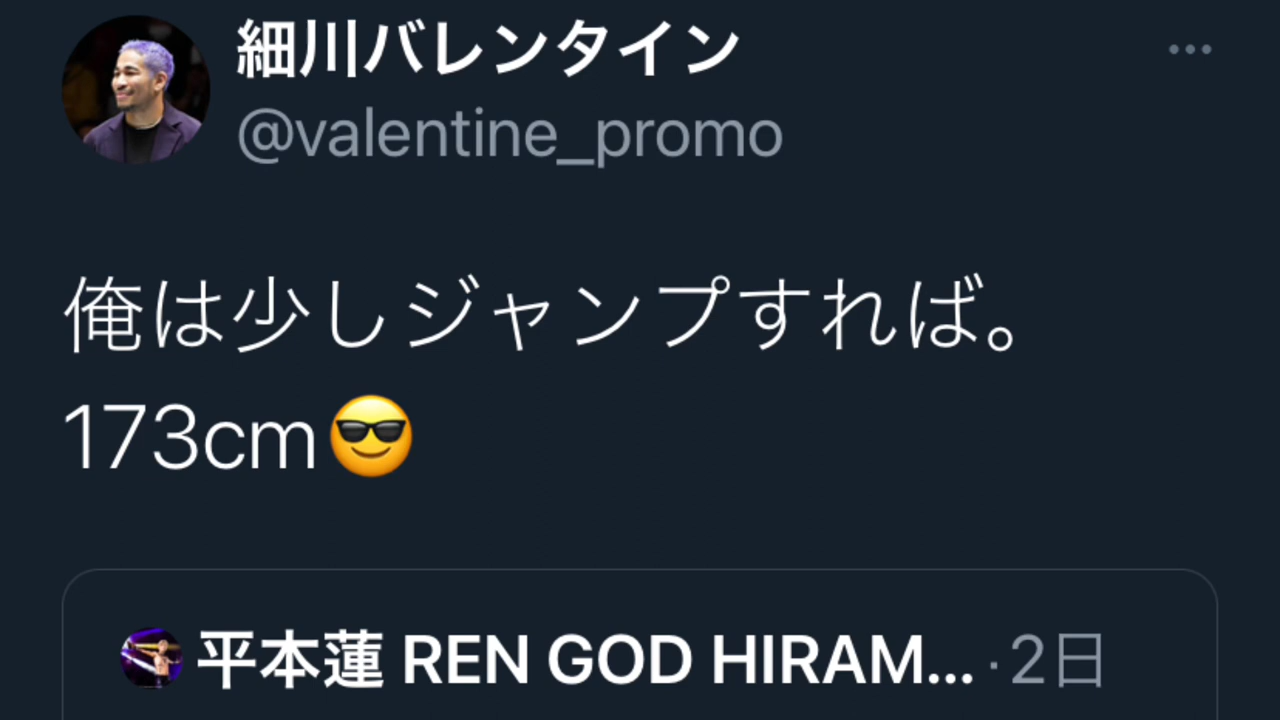 細川バレンタイン
@valentine_promo
俺は少しジャンプすれば。
173cm😎
平本蓮 REN GOD HIRAM... ·2日